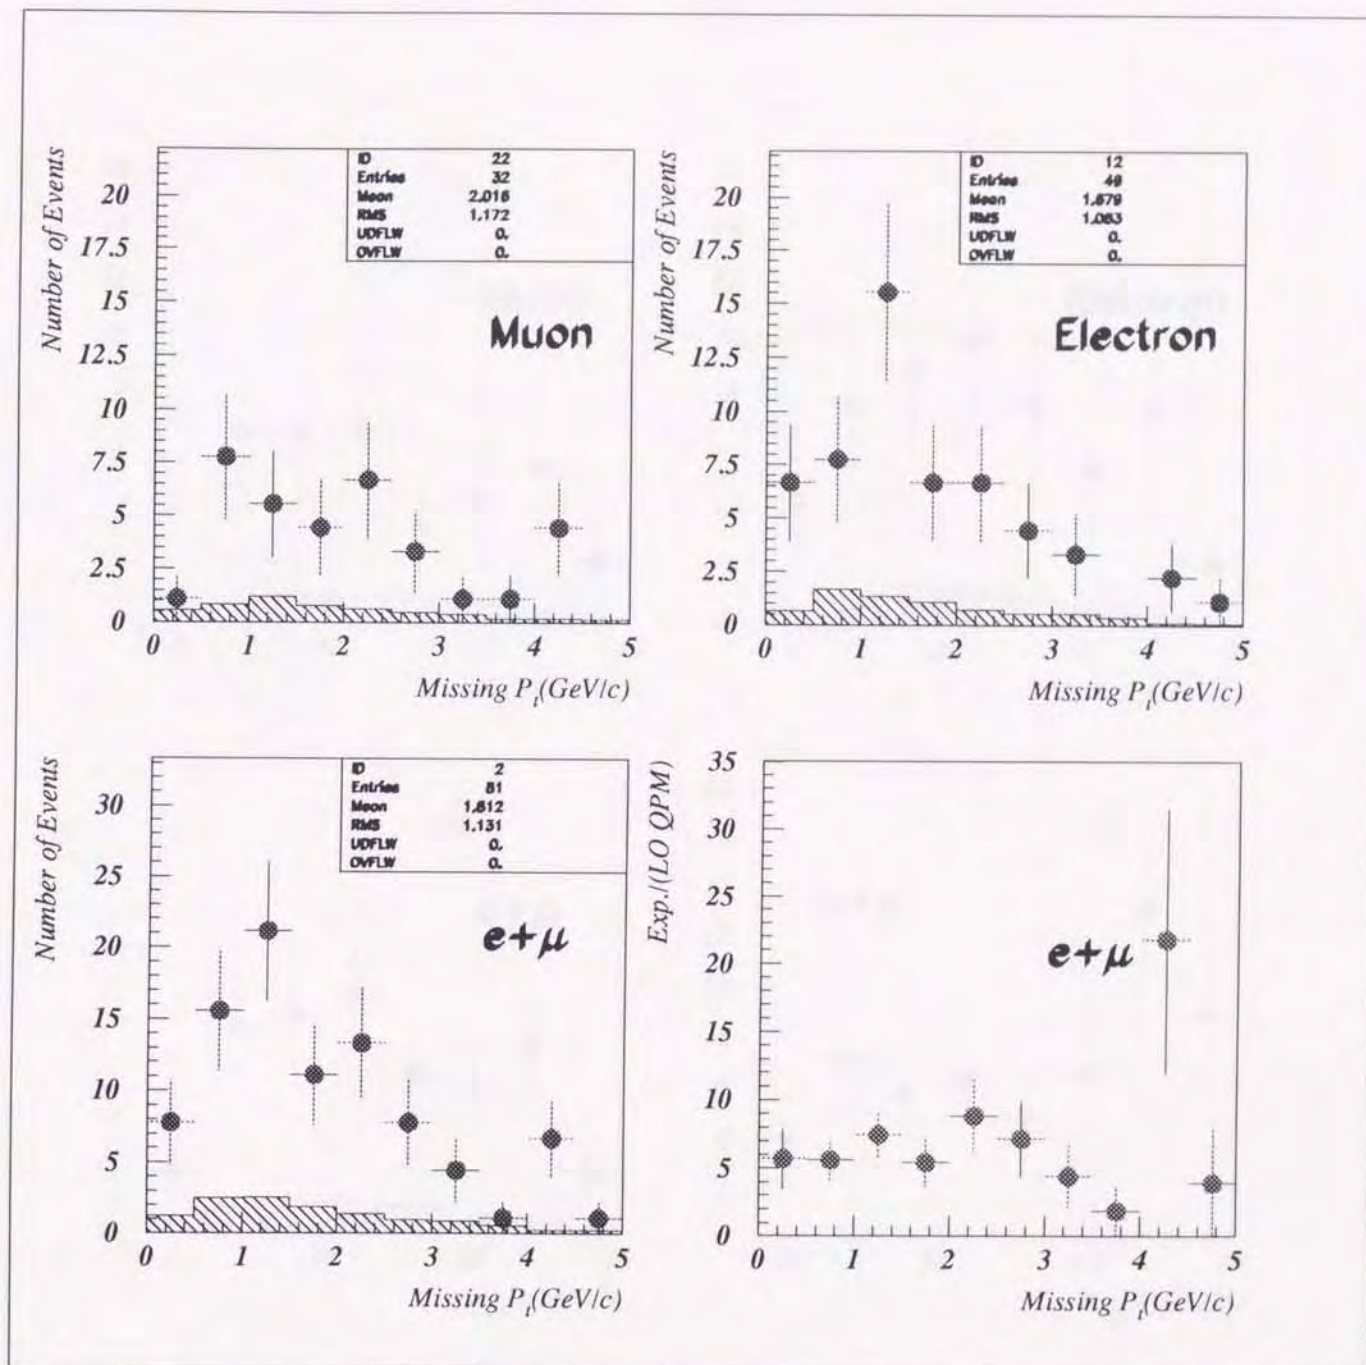 Number of Events
20
17.5
15
12.5
10
7.5
5
2.5
0
ID 22
Entries 32
Mean 2.016
RMS 1.172
UDFLW 0.
OVFLW 0.
Muon
0 1 2 3 4 5
Missing Pt(GeV/c)
Number of Events
20
17.5
15
12.5
10
7.5
5
2.5
0
ID 12
Entries 49
Mean 1.679
RMS 1.083
UDFLW 0.
OVFLW 0.
Electron
0 1 2 3 4 5
Missing Pt(GeV/c)
Number of Events
30
25
20
15
10
5
0
ID 2
Entries 81
Mean 1.812
RMS 1.131
UDFLW 0.
OVFLW 0.
e+μ
0 1 2 3 4 5
Missing Pt(GeV/c)
Exp./(LO QPM)
35
30
25
20
15
10
5
0
e+μ
0 1 2 3 4 5
Missing Pt(GeV/c)